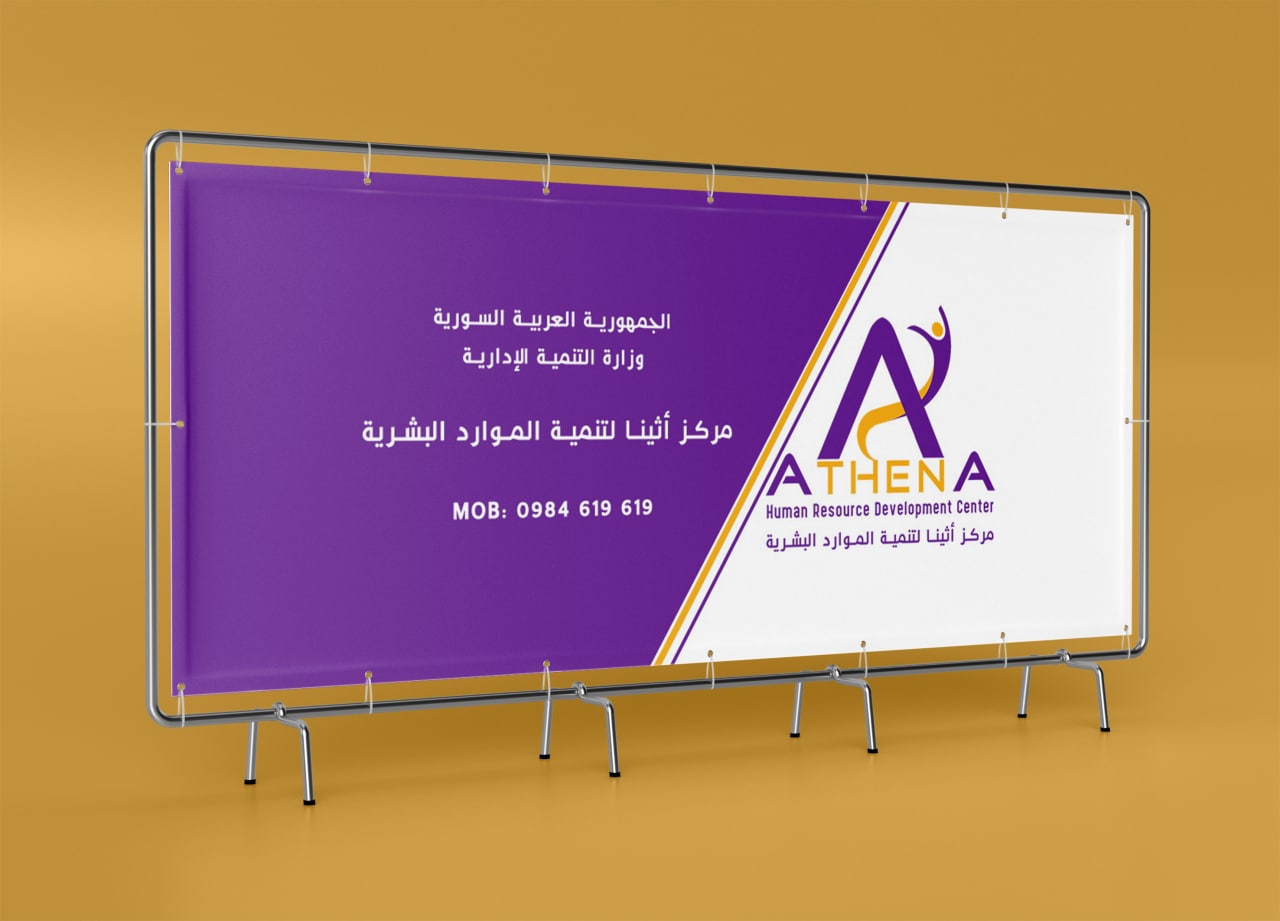 الجمهورية العربية السورية
وزارة التنمية الإدارية
مركز أثينا لتنمية الموارد البشرية
MOB: 0984 619 619
ATHENA
Human Resource Development Center
مركز أثينا لتنمية الموارد البشرية